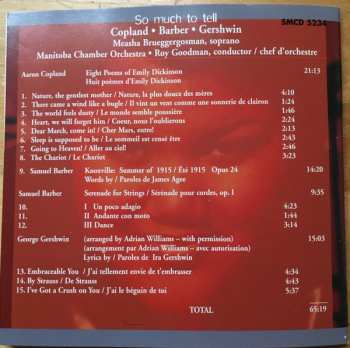 So much to tell
SMCD 5234
Copland • Barber • Gershwin
Measha Brueggergosman, soprano
Manitoba Chamber Orchestra • Roy Goodman, conductor / chef d'orchestre
Aaron Copland Eight Poems of Emily Dickinson 21:13
Huit poèmes d'Emily Dickinson
1. Nature, the gentlest mother / Nature, la plus douce des mères 4:10
2. There came a wind like a bugle / Il vint un vent comme une sonnerie de clairon 1:24
3. The world feels dusty / Le monde semble poussière 1:46
4. Heart, we will forget him / Coeur, nous l'oublierons 2:16
5. Dear March, come in! / Cher Mars, entre! 2:13
6. Sleep is supposed to be / Le sommeil est censé être 2:43
7. Going to Heaven! / Aller au ciel! 2:38
8. The Chariot / Le Chariot 3:23
9. Samuel Barber Knoxville: Summer of 1915 / Été 1915 Opus 24 14:20
Words by / Paroles de James Agee
Samuel Barber Serenade for Strings / Sérénade pour cordes, op. 1 9:35
10. I Un poco adagio 4:23
11. II Andante con moto 1:44
12. III Dance 3:14
George Gershwin (arranged by Adrian Williams – with permission) 15:03
(arrangement par Adrian Williams – avec autorisation)
Lyrics by / Paroles de Ira Gershwin
13. Embraceable You / J'ai tellement envie de t'embrasser 4:34
14. By Strauss / De Strauss 4:43
15. I've Got a Crush on You / J'ai le béguin de toi 5:37
TOTAL 65:19